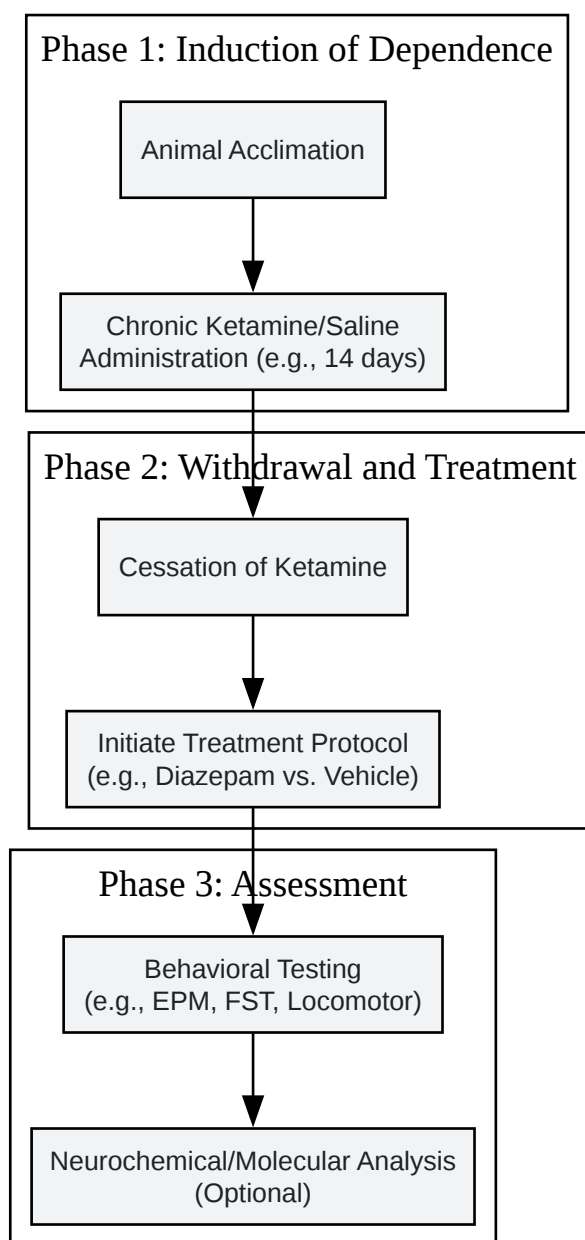 Phase 1: Induction of Dependence
Animal Acclimation
Chronic Ketamine/Saline
Administration (e.g., 14 days)
Phase 2: Withdrawal and Treatment
Cessation of Ketamine
Initiate Treatment Protocol
(e.g., Diazepam vs. Vehicle)
Phase 3: Assessment
Behavioral Testing
(e.g., EPM, FST, Locomotor)
Neurochemical/Molecular Analysis
(Optional)